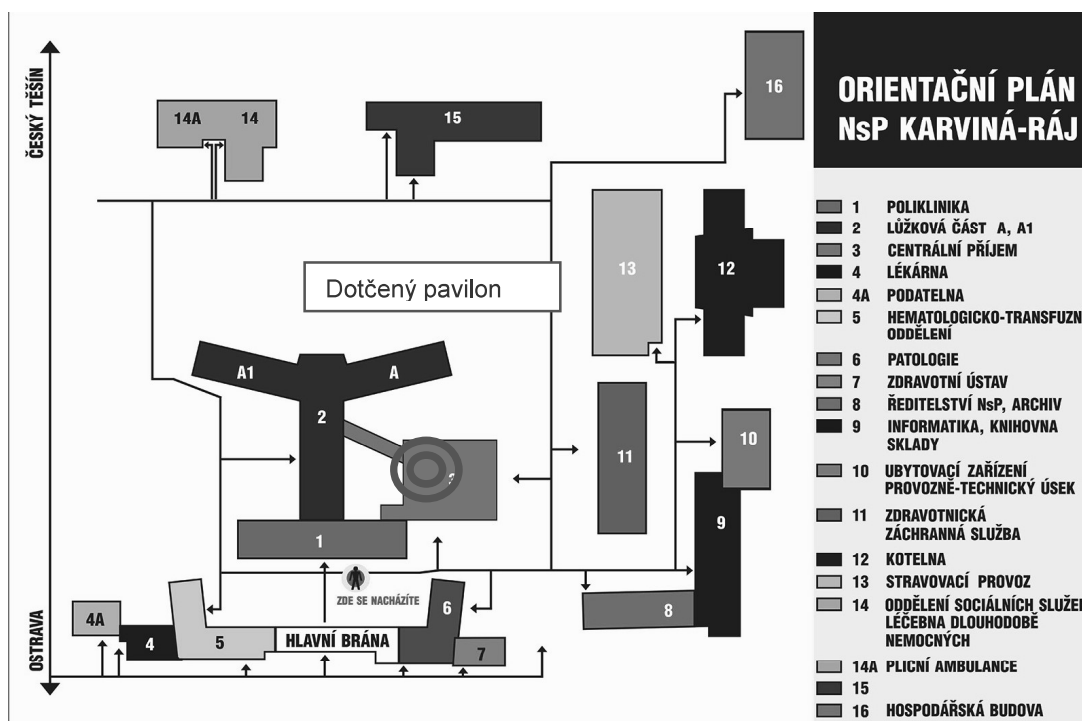 ORIENTAČNÍ PLÁN
NsP KARVINÁ-RÁJ
ČESKÝ TĚŠÍN
OSTRAVA
14A
14
15
16
13
12
Dotčený pavilon
A1
A
2
3
11
10
9
1
ZDE SE NACHÁZÍTE
4A
4
5
HLAVNÍ BRÁNA
6
7
8
1 POLIKLINIKA
2 LŮŽKOVÁ ČÁST A, A1
3 CENTRÁLNÍ PŘÍJEM
4 LÉKÁRNA
4A PODATELNA
5 HEMATOLOGICKO-TRANSFUZN
ODDĚLENÍ
6 PATOLOGIE
7 ZDRAVOTNÍ ÚSTAV
8 ŘEDITELSTVÍ NsP, ARCHIV
9 INFORMATIKA, KNIHOVNA
SKLADY
10 UBYTOVACÍ ZAŘÍZENÍ
PROVOZNĚ-TECHNICKÝ ÚSEK
11 ZDRAVOTNICKÁ
ZÁCHRANNÁ SLUŽBA
12 KOTELNA
13 STRAVOVACÍ PROVOZ
14 ODDĚLENÍ SOCIÁLNÍCH SLUŽEB
LÉČEBNA DLOUHODOBĚ
NEMOCNÝCH
14A PLICNÍ AMBULANCE
15
16 HOSPODÁŘSKÁ BUDOVA